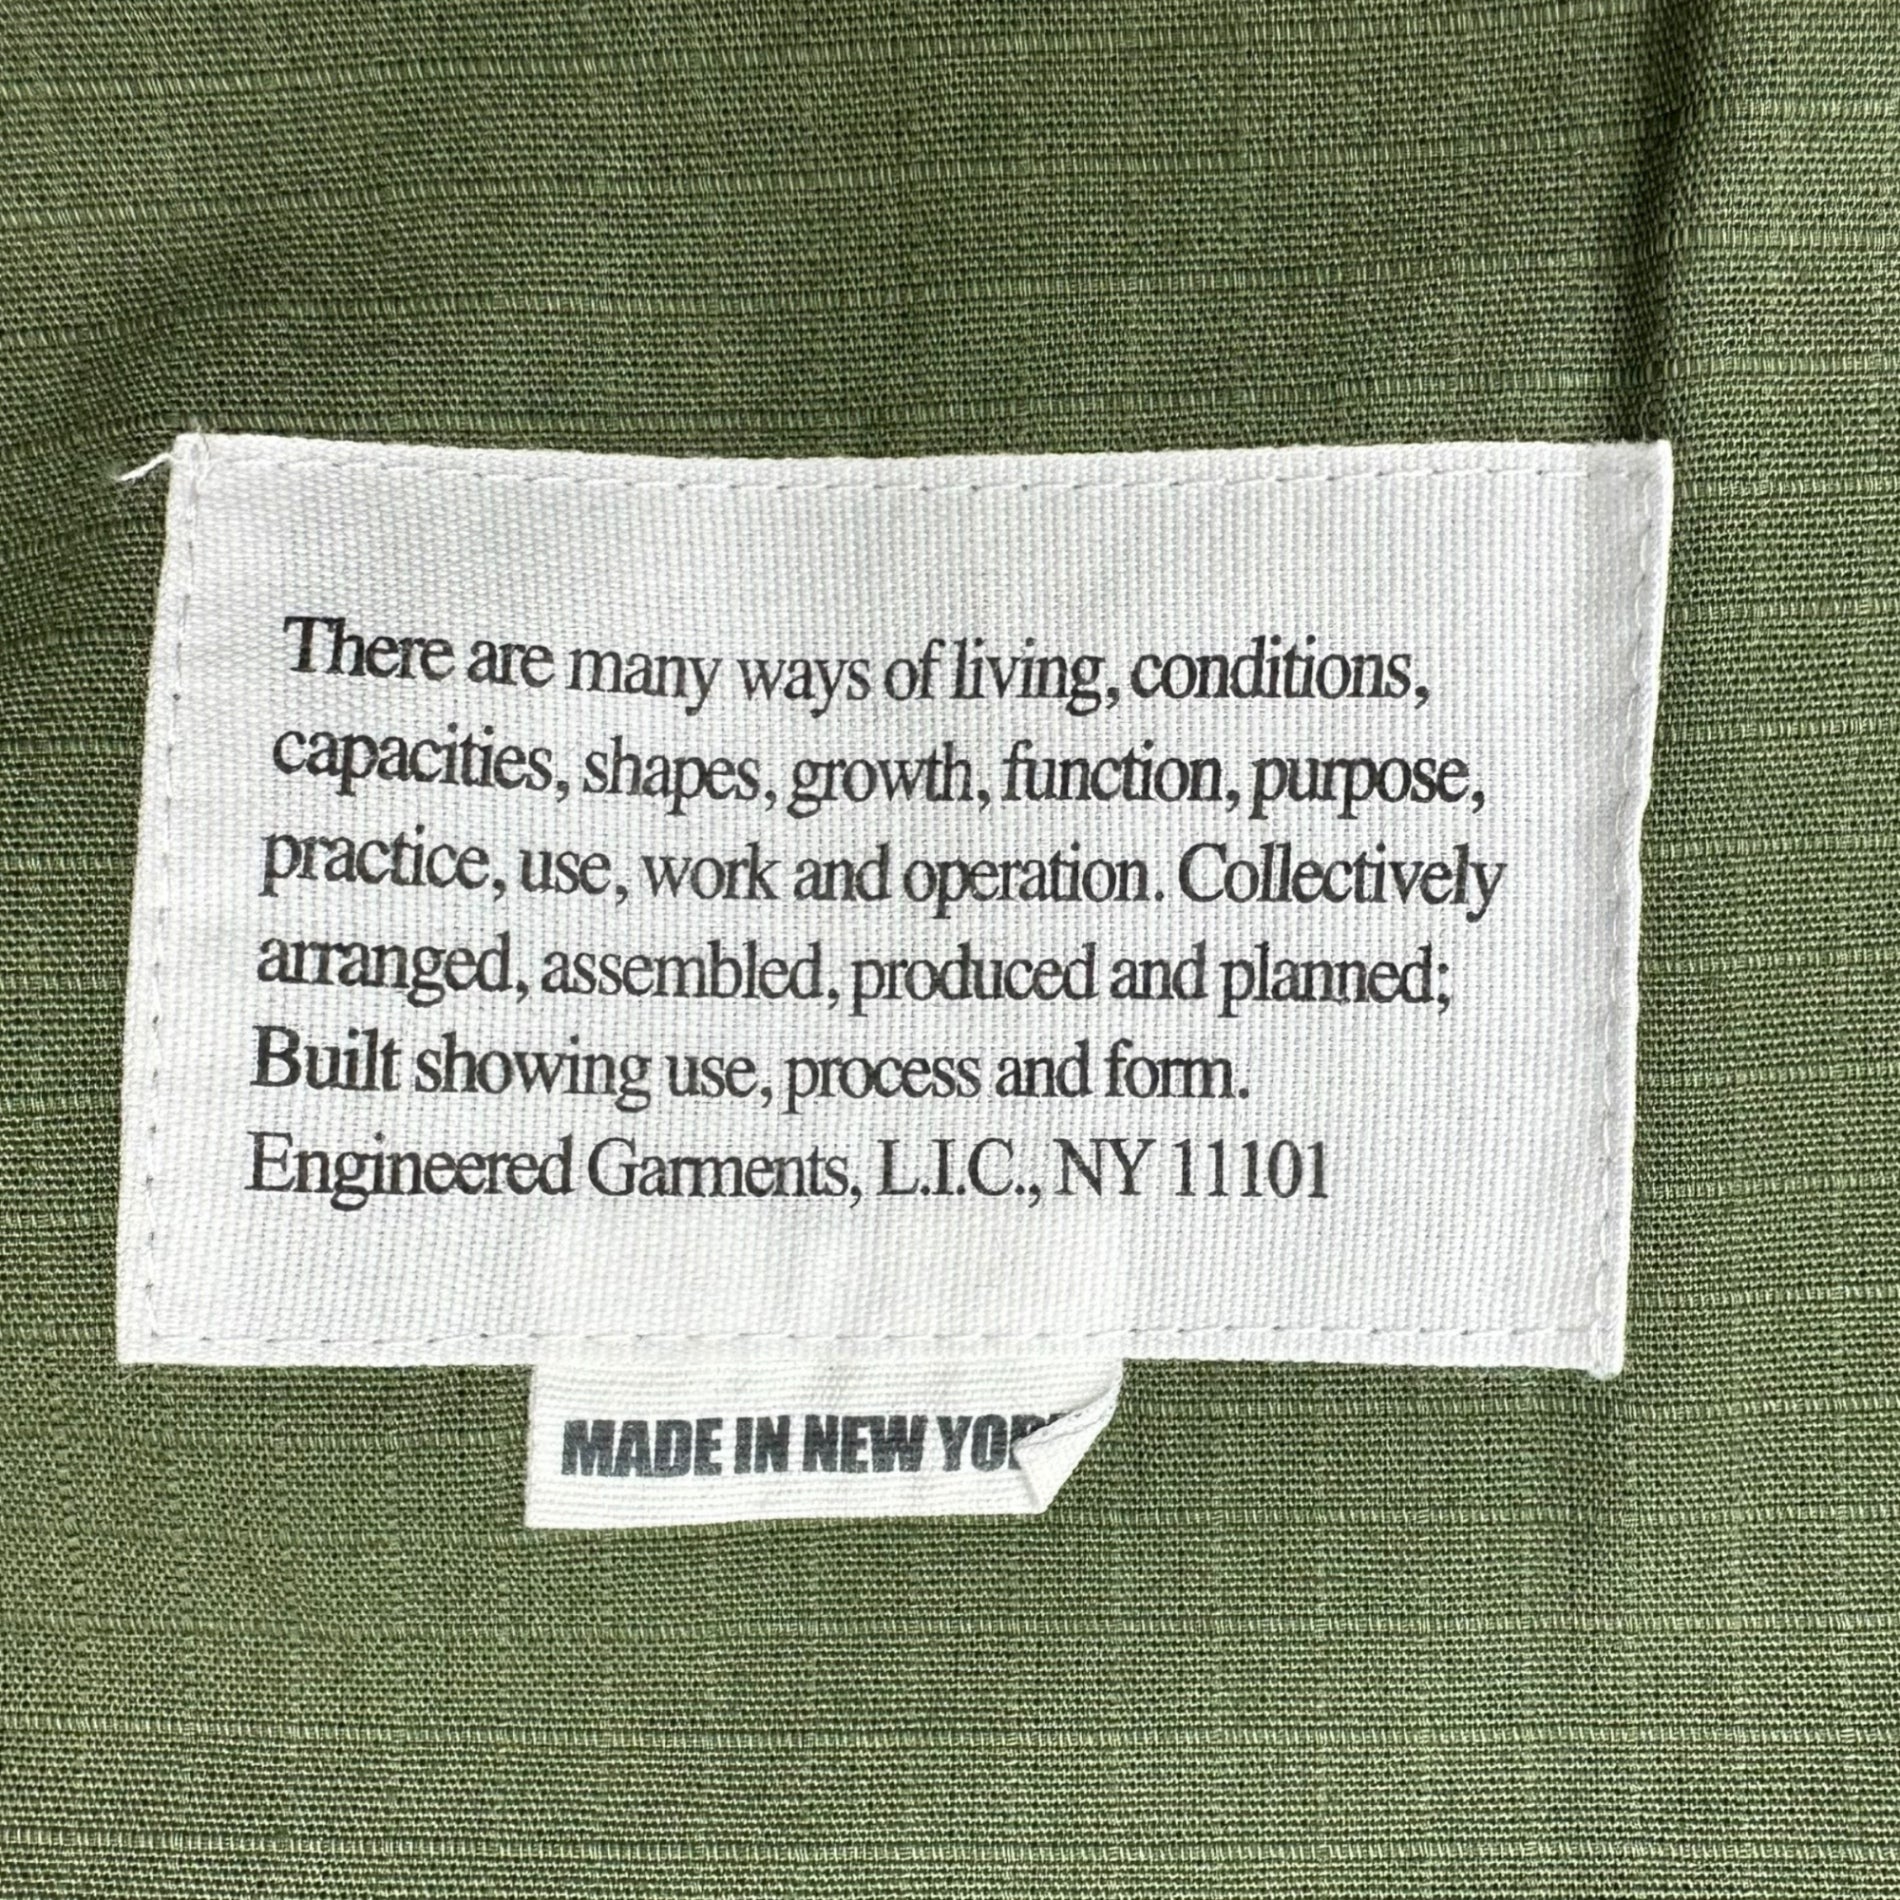 There are many ways of living, conditions,
capacities, shapes, growth, function, purpose,
practice, use, work and operation. Collectively
arranged, assembled, produced and planned;
Built showing use, process and form.
Engineered Garments, L.I.C., NY 11101
MADE IN NEW YORK